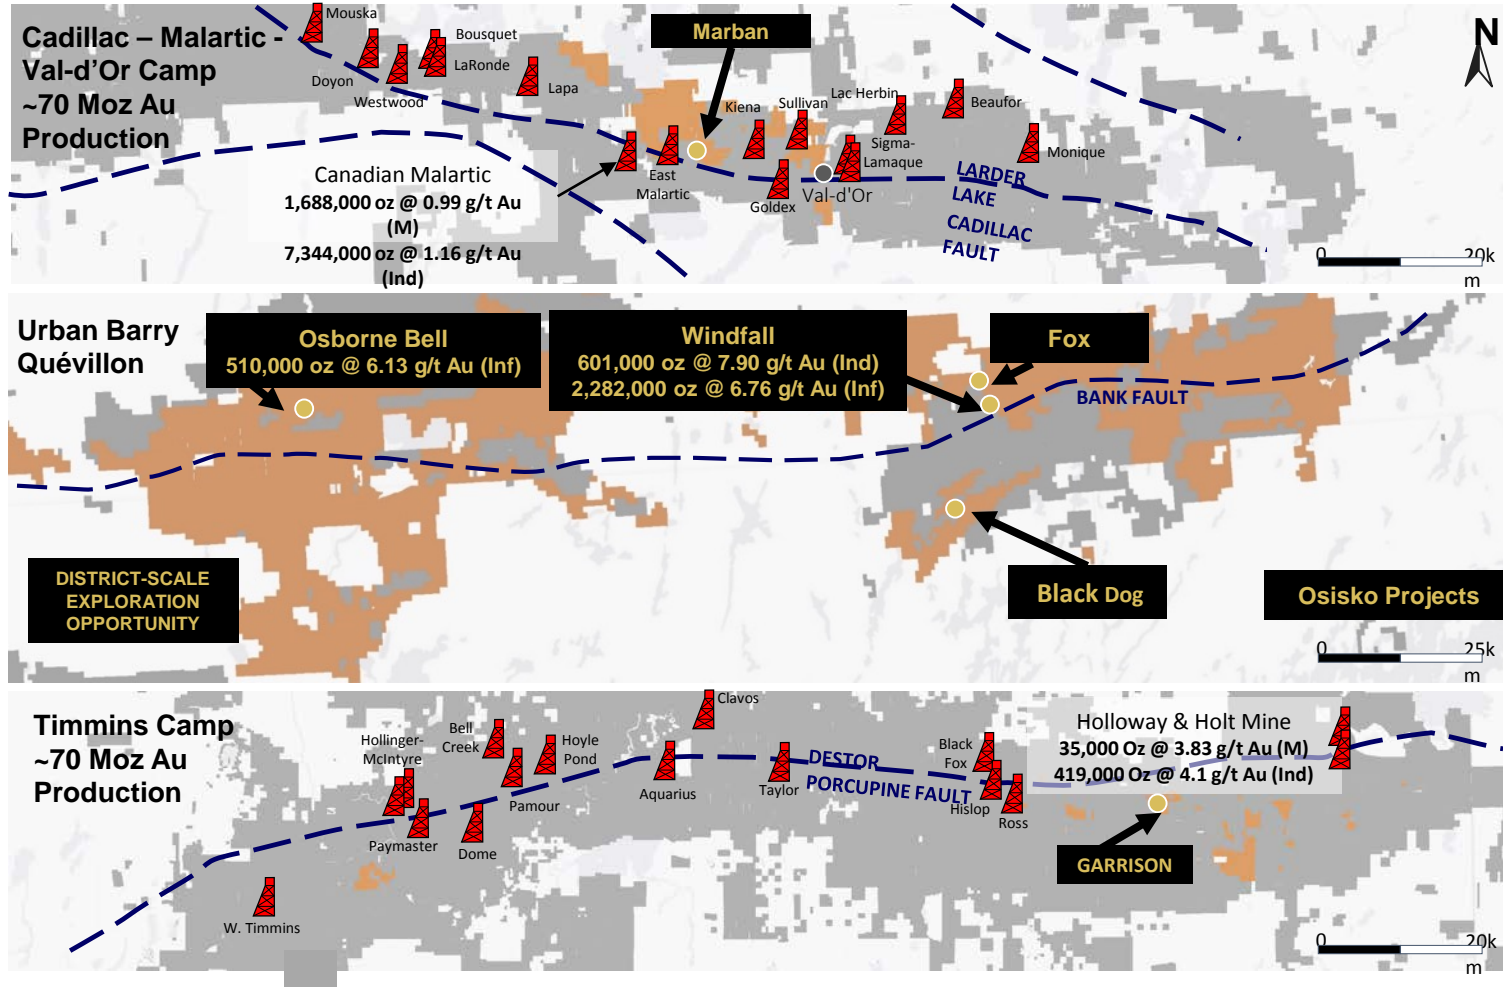 Cadillac – Malartic -
Val-d'Or Camp
~70 Moz Au
Production
Mouska
Doyon
Westwood
Bousquet
LaRonde
Lapa
Marban
Kiena
Sullivan
Lac Herbin
Beaufor
Sigma-
Lamaque
Monique
East
Malartic
Goldex
Val-d'Or
Canadian Malartic
1,688,000 oz @ 0.99 g/t Au
(M)
7,344,000 oz @ 1.16 g/t Au
(Ind)
LARDER
LAKE
CADILLAC
FAULT
N
0
20k
m
Urban Barry
Quévillon
Osborne Bell
510,000 oz @ 6.13 g/t Au (Inf)
Windfall
601,000 oz @ 7.90 g/t Au (Ind)
2,282,000 oz @ 6.76 g/t Au (Inf)
Fox
BANK FAULT
Black Dog
DISTRICT-SCALE
EXPLORATION
OPPORTUNITY
Osisko Projects
0
25k
m
Timmins Camp
~70 Moz Au
Production
Hollinger-
McIntyre
Bell
Creek
Hoyle
Pond
Pamour
Paymaster
Dome
W. Timmins
Clavos
Aquarius
Taylor
DESTOR
PORCUPINE FAULT
Black
Fox
Hislop
Ross
Holloway & Holt Mine
35,000 Oz @ 3.83 g/t Au (M)
419,000 Oz @ 4.1 g/t Au (Ind)
GARRISON
0
20k
m